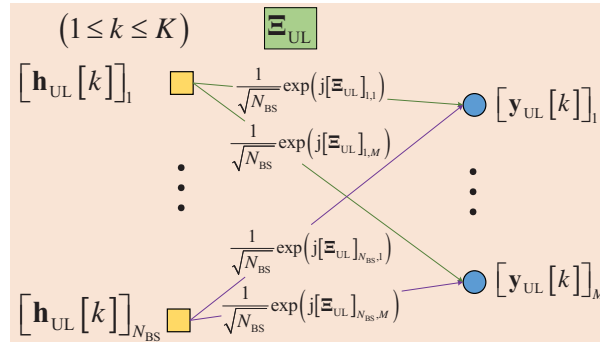 (1 ≤ k ≤ K) Ξ_UL
[h_UL[k]]_1 1/√N_BS exp(j[Ξ_UL]_{1,1}) [y_UL[k]]_1
1/√N_BS exp(j[Ξ_UL]_{1,M})
1/√N_BS exp(j[Ξ_UL]_{N_BS,1})
[h_UL[k]]_{N_BS} 1/√N_BS exp(j[Ξ_UL]_{N_BS,M}) [y_UL[k]]_M